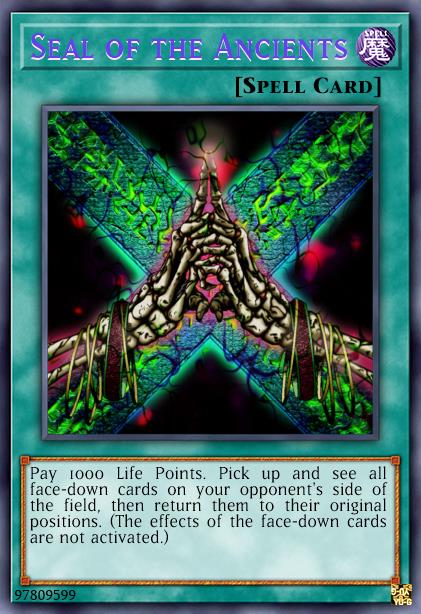 Seal of the Ancients
SPELL
魔
[Spell Card]
Pay 1000 Life Points. Pick up and see all
face-down cards on your opponent's side of
the field, then return them to their original
positions. (The effects of the face-down cards
are not activated.)
97809599